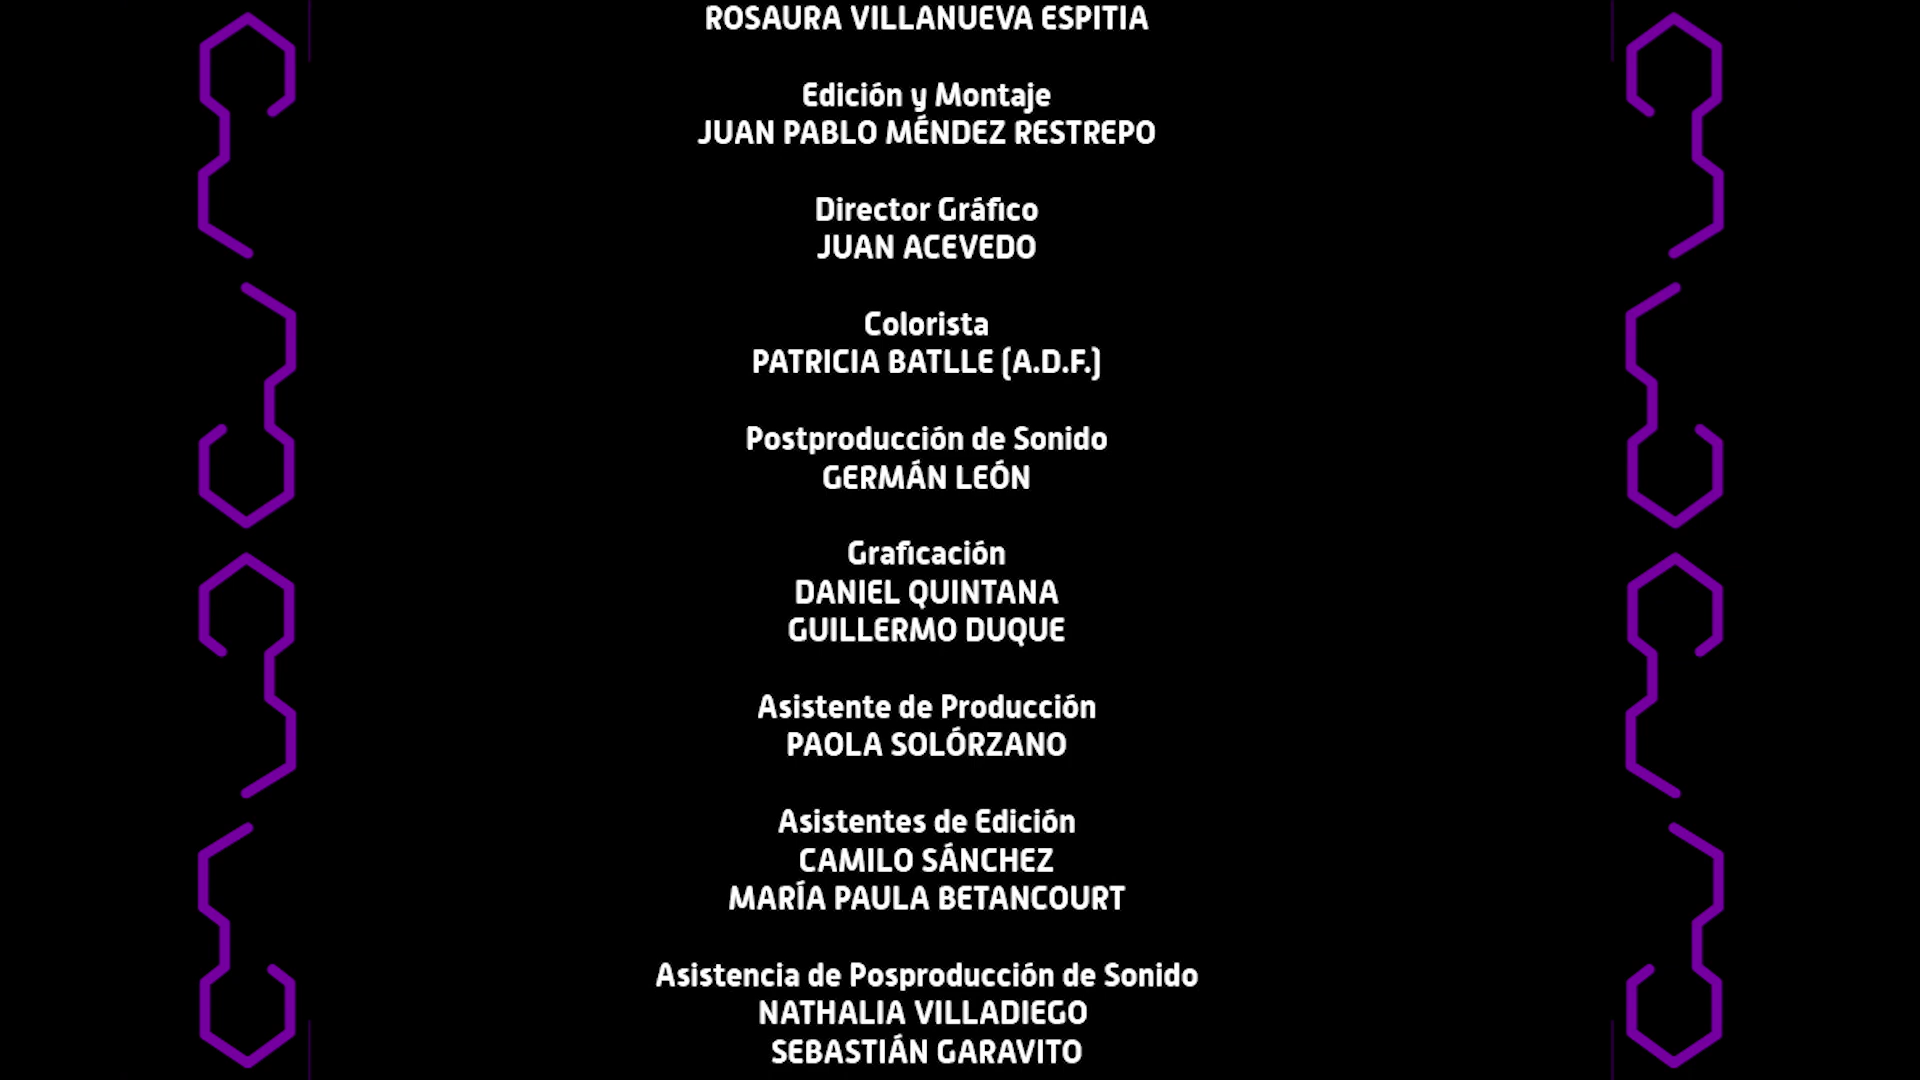 ROSAURA VILLANUEVA ESPITIA
Edición y Montaje
JUAN PABLO MÉNDEZ RESTREPO
Director Gráfico
JUAN ACEVEDO
Colorista
PATRICIA BATLLE (A.D.F.)
Postproducción de Sonido
GERMÁN LEÓN
Graficación
DANIEL QUINTANA
GUILLERMO DUQUE
Asistente de Producción
PAOLA SOLÓRZANO
Asistentes de Edición
CAMILO SÁNCHEZ
MARÍA PAULA BETANCOURT
Asistencia de Posproducción de Sonido
NATHALIA VILLADIEGO
SEBASTIÁN GARAVITO